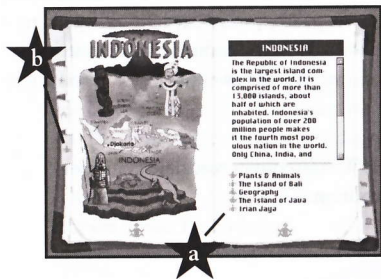 b
INDONESIA
Djakarta
INDONESIA
INDONESIA
The Republic of Indonesia
is the largest island com-
plex in the world. It is
comprised of more than
13,000 islands, about
half of which are
inhabited. Indonesia's
population of over 200
million people makes
it the fourth most pop-
ulous nation in the world.
Only China, India, and
Plants & Animals
The Island of Bali
Geography
The Island of Java
Irian Jaya
a